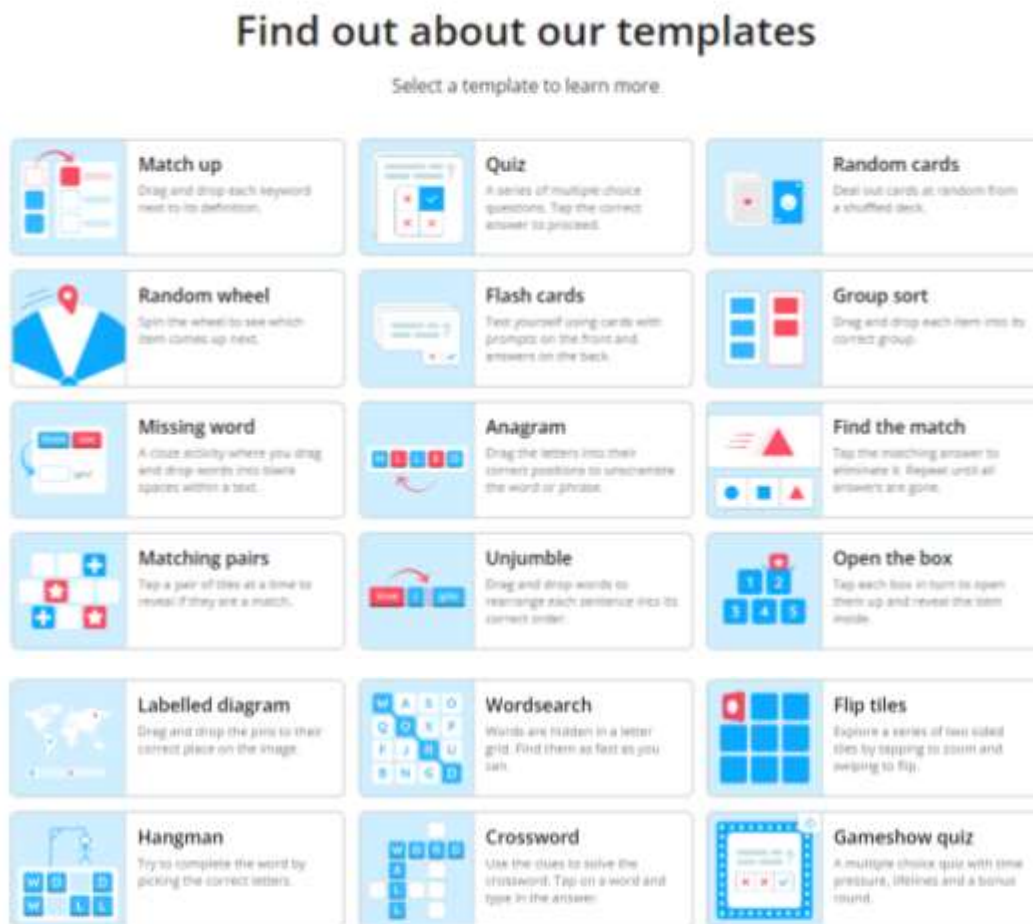 Find out about our templates
Select a template to learn more
Match up
Drag and drop each keyword
next to its definition.
Quiz
A series of multiple choice
questions. Tap the correct
answer to proceed.
Random cards
Deal out cards at random from
a shuffled deck.
Random wheel
Spin the wheel to see which
item comes up next.
Flash cards
Test yourself using cards with
prompts on the front and
answers on the back.
Group sort
Drag and drop each item into its
correct group.
Missing word
A cloze activity where you drag
and drop words into blank
spaces within a text.
Anagram
Drag the letters into their
correct positions to unscramble
the word or phrase.
Find the match
Tap the matching answer to
eliminate it. Repeat until all
answers are gone.
Matching pairs
Tap a pair of tiles at a time to
reveal if they are a match.
Unjumble
Drag and drop words to
rearrange each sentence into its
correct order.
1 2
3 4 5
Open the box
Tap each box in turn to open
them up and reveal the item
inside.
Labelled diagram
Drag and drop the pins to their
correct place on the image.
W A S O
Q O X F
F J R U
B N G D
Wordsearch
Words are hidden in a letter
grid. Find them as fast as you
can.
Flip tiles
Explore a series of two sided
tiles by tapping to zoom and
swiping to flip.
W O D
W L L
Hangman
Try to complete the word by
picking the correct letters.
W O R D
A
L
L
Crossword
Use the clues to solve the
crossword. Tap on a word and
type in the answer.
Gameshow quiz
A multiple choice quiz with time
pressure, lifelines and a bonus
round.